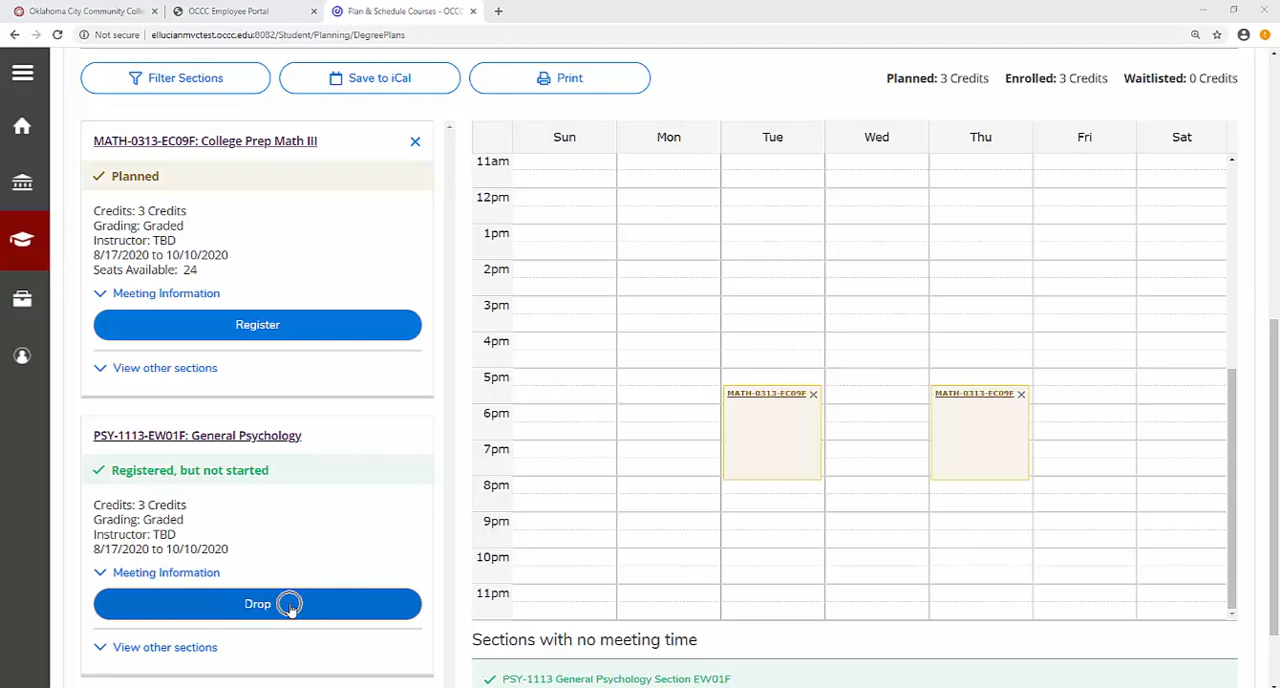 Oklahoma City Community Colle
OCCC Employee Portal
Plan & Schedule Courses - OCC
Not secure
ellucianmvctest.occc.edu:8082/Student/Planning/DegreePlans
Filter Sections
Save to iCal
Print
Planned: 3 Credits
Enrolled: 3 Credits
Waitlisted: 0 Credits
MATH-0313-EC09F: College Prep Math III
Planned
Credits: 3 Credits
Grading: Graded
Instructor: TBD
8/17/2020 to 10/10/2020
Seats Available: 24
Meeting Information
Register
View other sections
PSY-1113-EW01F: General Psychology
Registered, but not started
Credits: 3 Credits
Grading: Graded
Instructor: TBD
8/17/2020 to 10/10/2020
Meeting Information
Drop
View other sections
Sun Mon Tue Wed Thu Fri Sat
11am
12pm
1pm
2pm
3pm
4pm
5pm
MATH-0313-EC09F MATH-0313-EC09F
6pm
7pm
8pm
9pm
10pm
11pm
Sections with no meeting time
PSY-1113 General Psychology Section EW01F